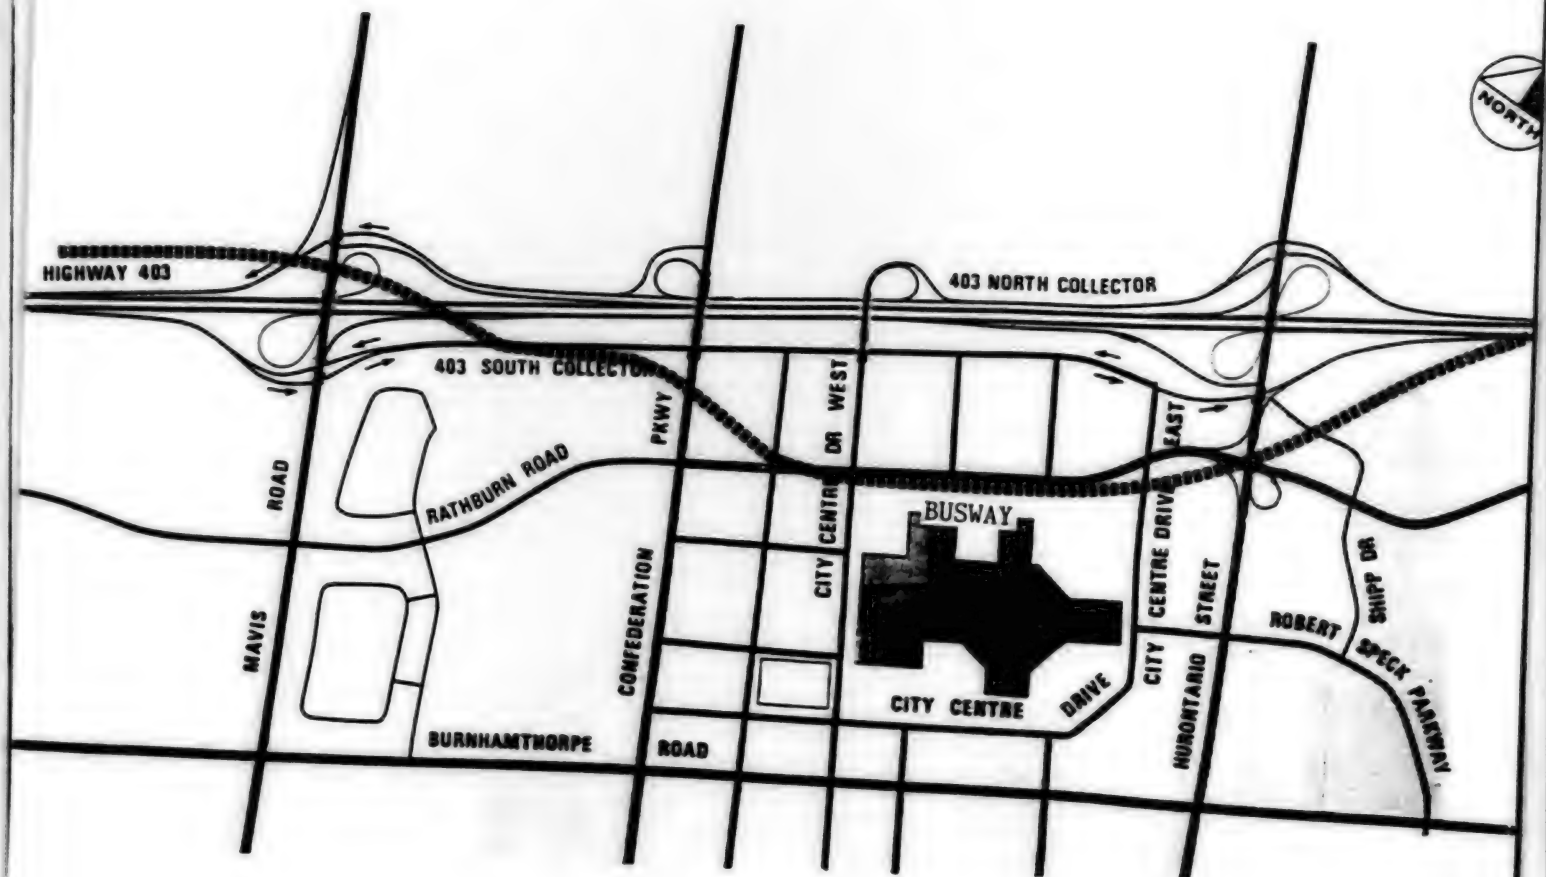 NORTH
HIGHWAY 403
403 NORTH COLLECTOR
403 SOUTH COLLECTOR
MAVIS ROAD
RATHBURN ROAD
CONFEDERATION PKWY
CITY CENTRE DR WEST
BUSWAY
CITY CENTRE DRIVE EAST
CITY CENTRE DRIVE
HURONTARIO STREET
SHIPP DR
ROBERT SPECK PARKWAY
BURNHAMTHORPE ROAD